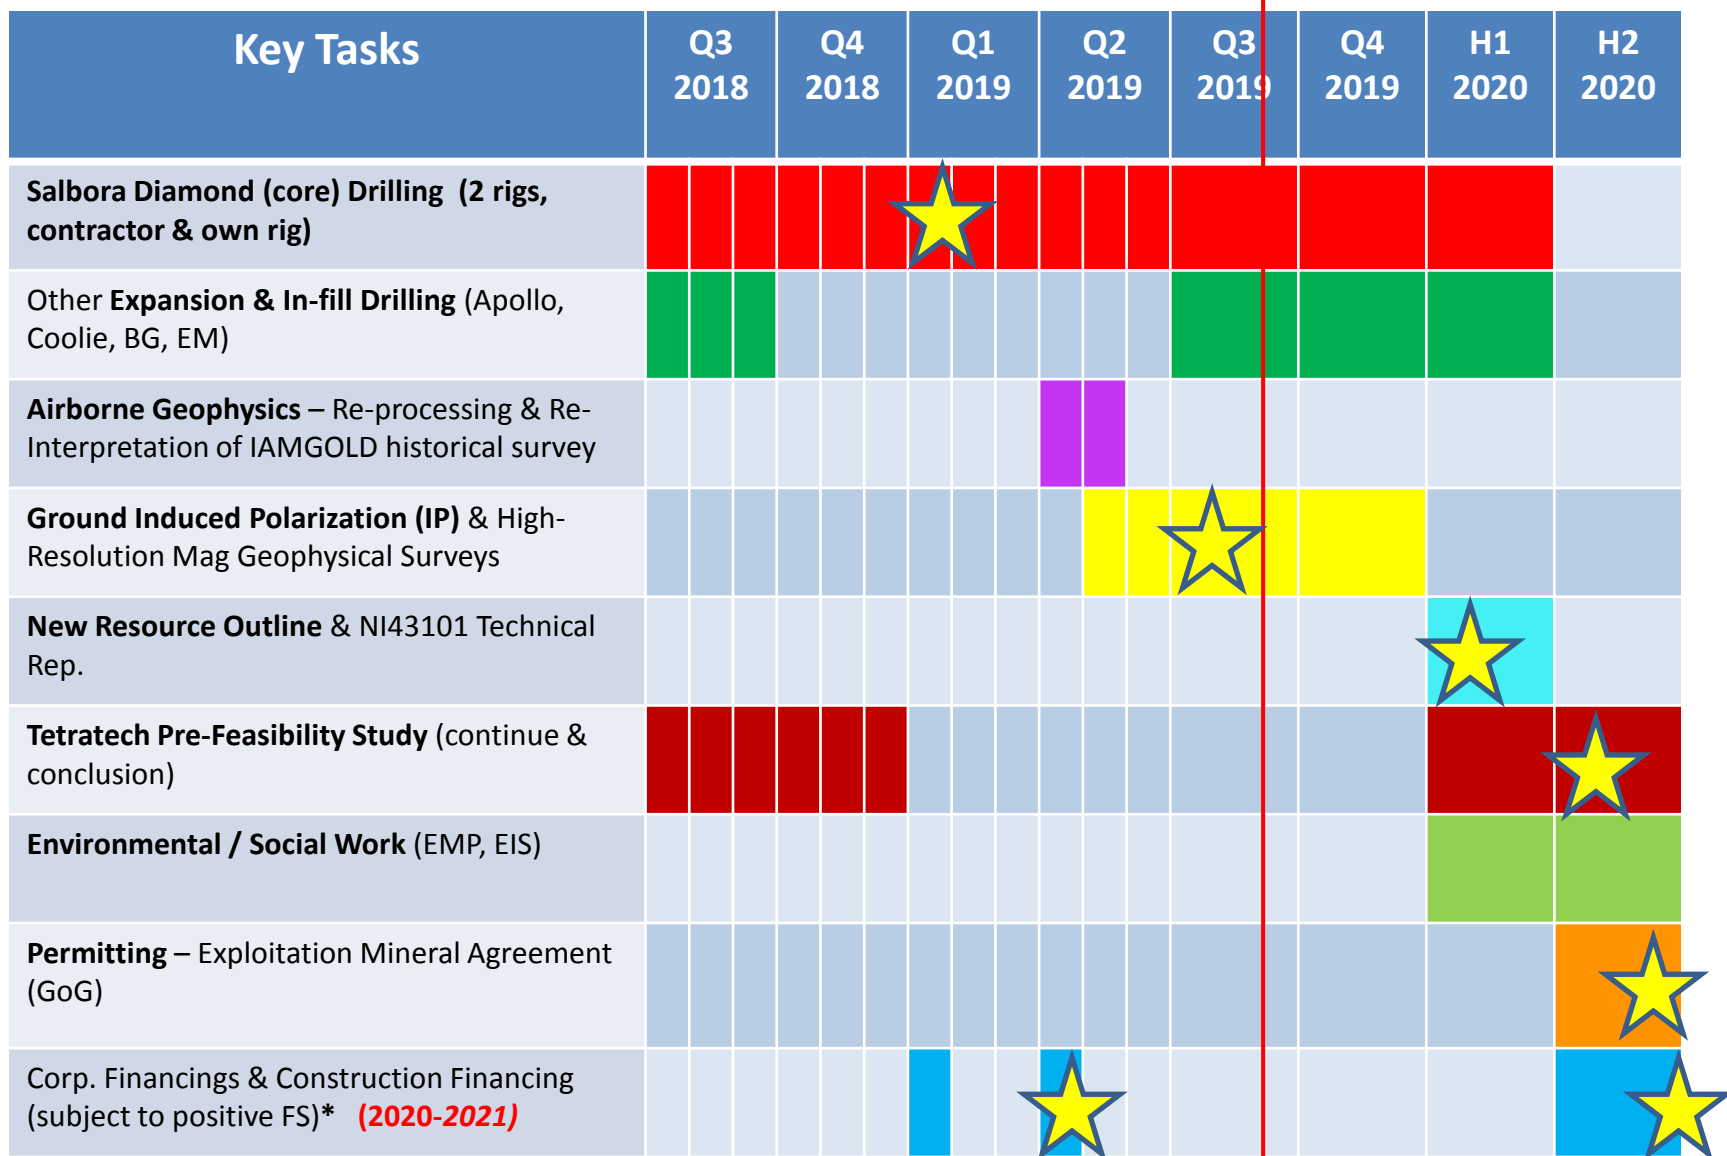 Key Tasks
Q3 2018
Q4 2018
Q1 2019
Q2 2019
Q3 2019
Q4 2019
H1 2020
H2 2020
Salbora Diamond (core) Drilling (2 rigs,
contractor & own rig)
Other Expansion & In-fill Drilling (Apollo,
Coolie, BG, EM)
Airborne Geophysics – Re-processing & Re-
Interpretation of IAMGOLD historical survey
Ground Induced Polarization (IP) & High-
Resolution Mag Geophysical Surveys
New Resource Outline & NI43101 Technical
Rep.
Tetratech Pre-Feasibility Study (continue &
conclusion)
Environmental / Social Work (EMP, EIS)
Permitting – Exploitation Mineral Agreement
(GoG)
Corp. Financings & Construction Financing
(subject to positive FS)* (2020-2021)